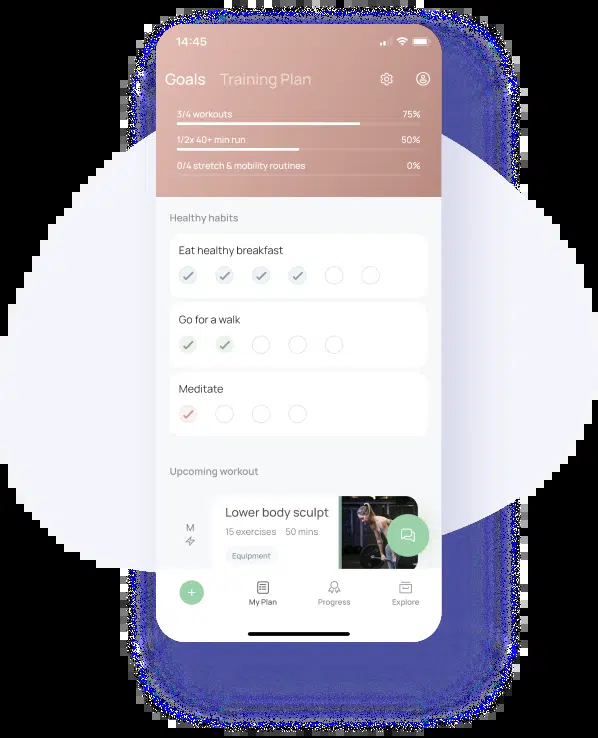 14:45
Goals Training Plan
3/4 workouts 75%
1/2x 40+ min run 50%
0/4 stretch & mobility routines 0%
Healthy habits
Eat healthy breakfast
Go for a walk
Meditate
Upcoming workout
Lower body sculpt
M
15 exercises 50 mins
Equipment
My Plan Progress Explore